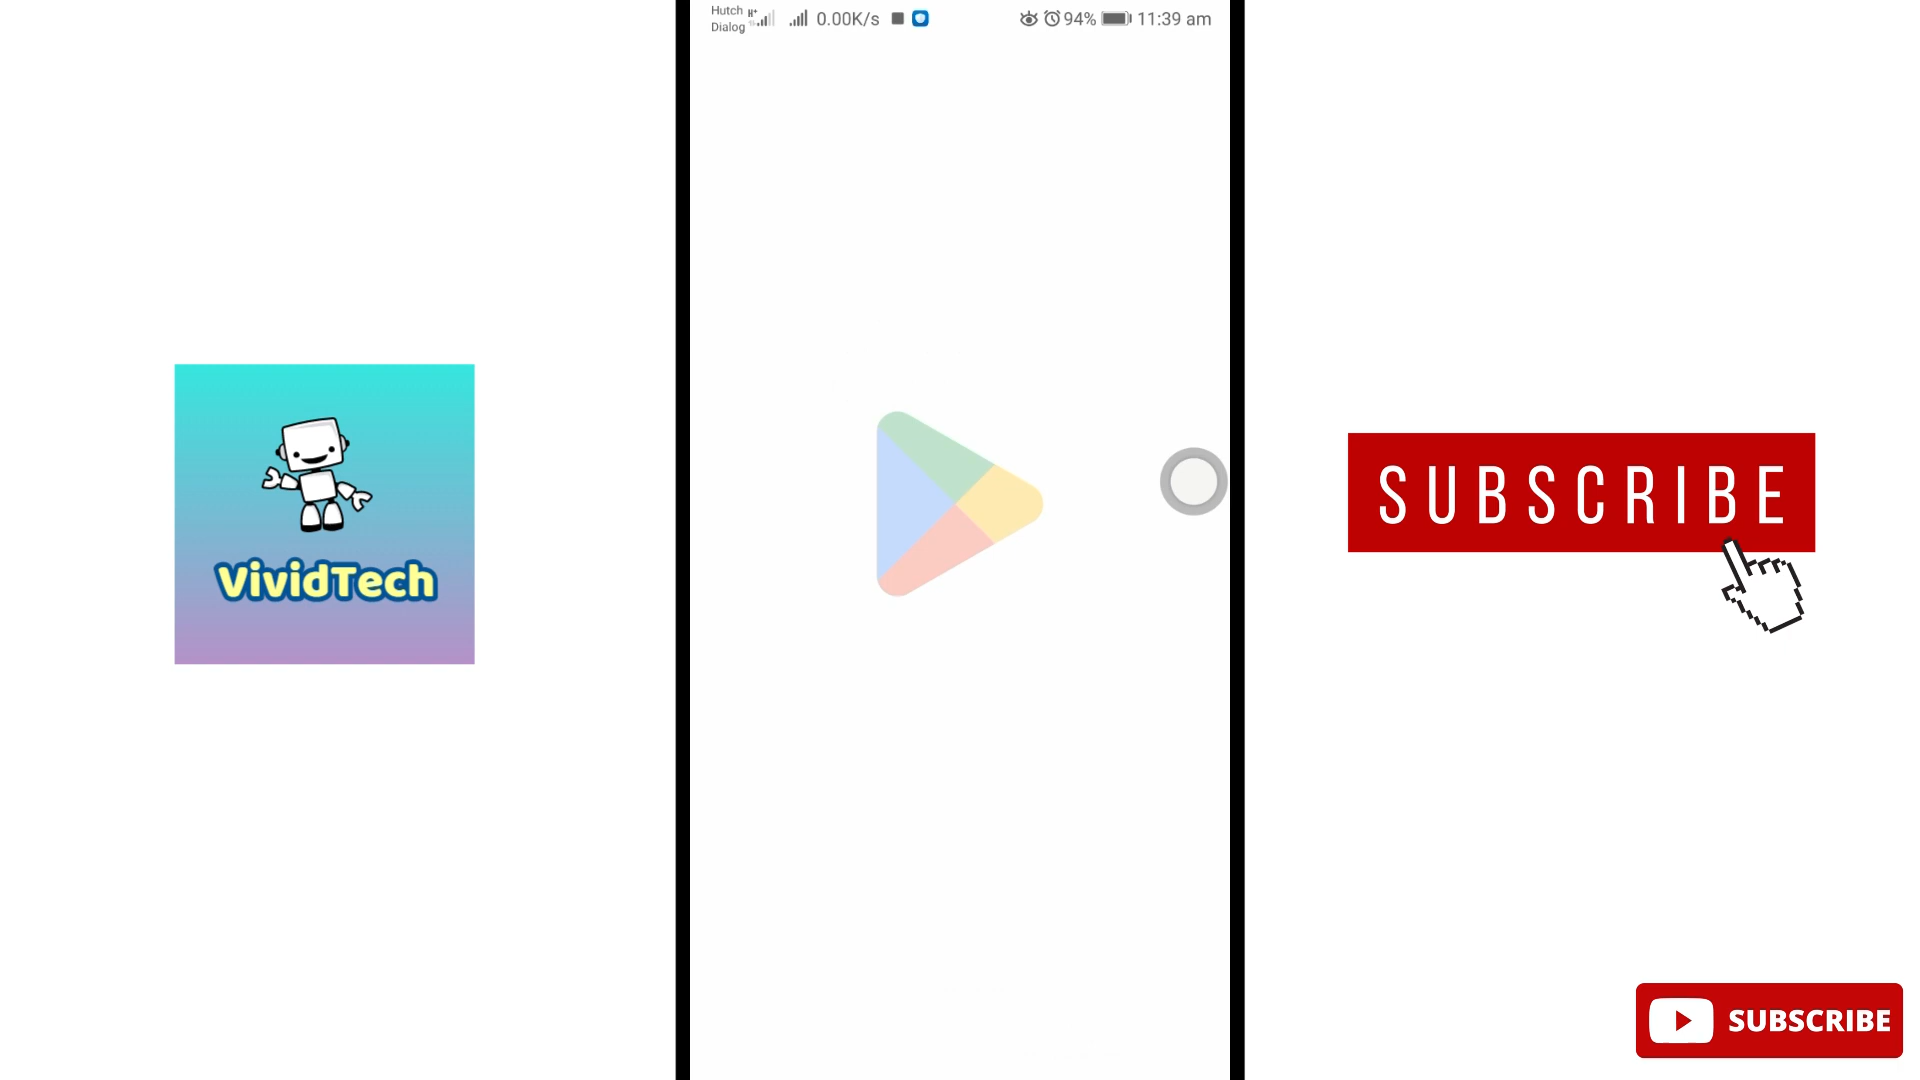 Hutch H+
Dialog
0.00K/s
94%
11:39 am
VividTech
SUBSCRIBE
SUBSCRIBE